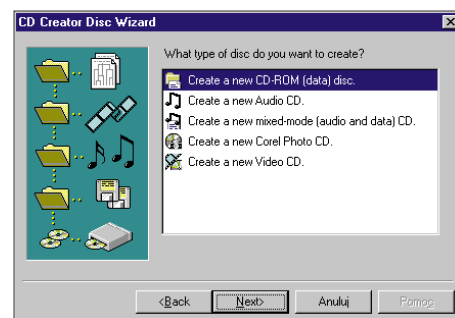 CD Creator Disc Wizard
What type of disc do you want to create?
Create a new CD-ROM (data) disc.
Create a new Audio CD.
Create a new mixed-mode (audio and data) CD.
Create a new Corel Photo CD.
Create a new Video CD.
<Back Next> Anuluj Pomoc